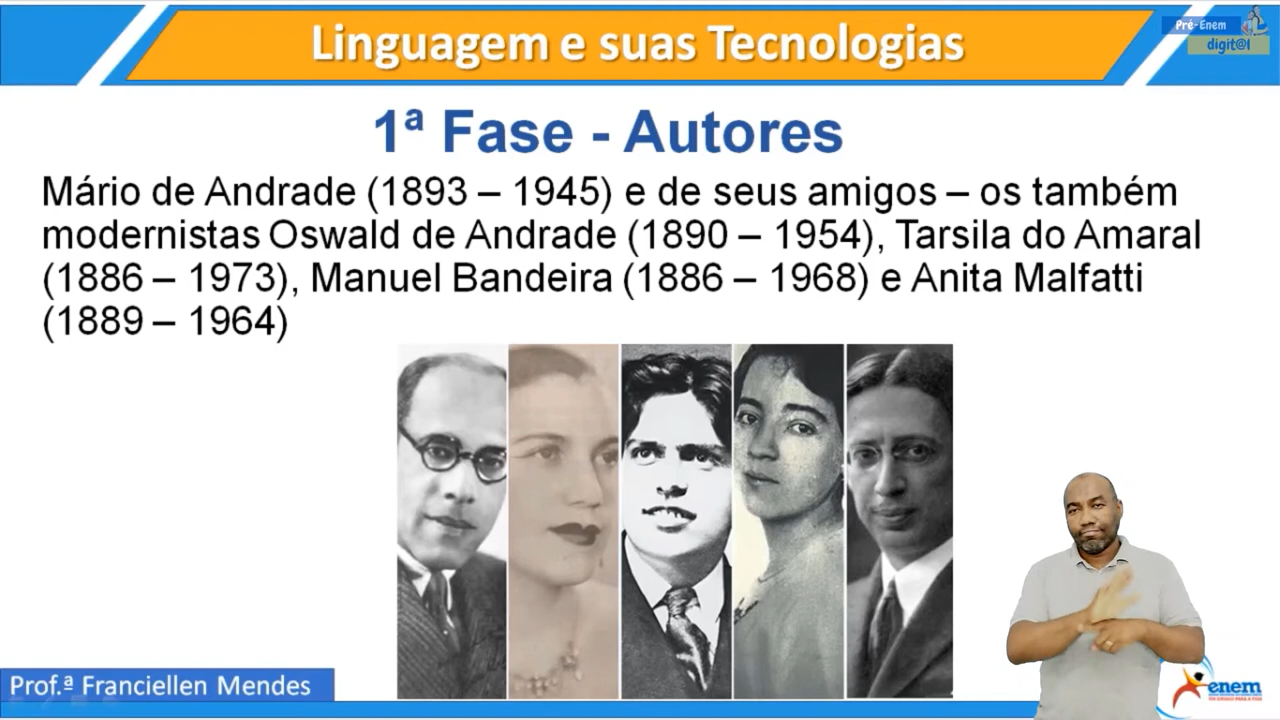 Linguagem e suas Tecnologias
Pré-Enem
digit@l
1ª Fase - Autores
Mário de Andrade (1893 – 1945) e de seus amigos – os também
modernistas Oswald de Andrade (1890 – 1954), Tarsila do Amaral
(1886 – 1973), Manuel Bandeira (1886 – 1968) e Anita Malfatti
(1889 – 1964)
Prof.ª Franciellen Mendes
enem